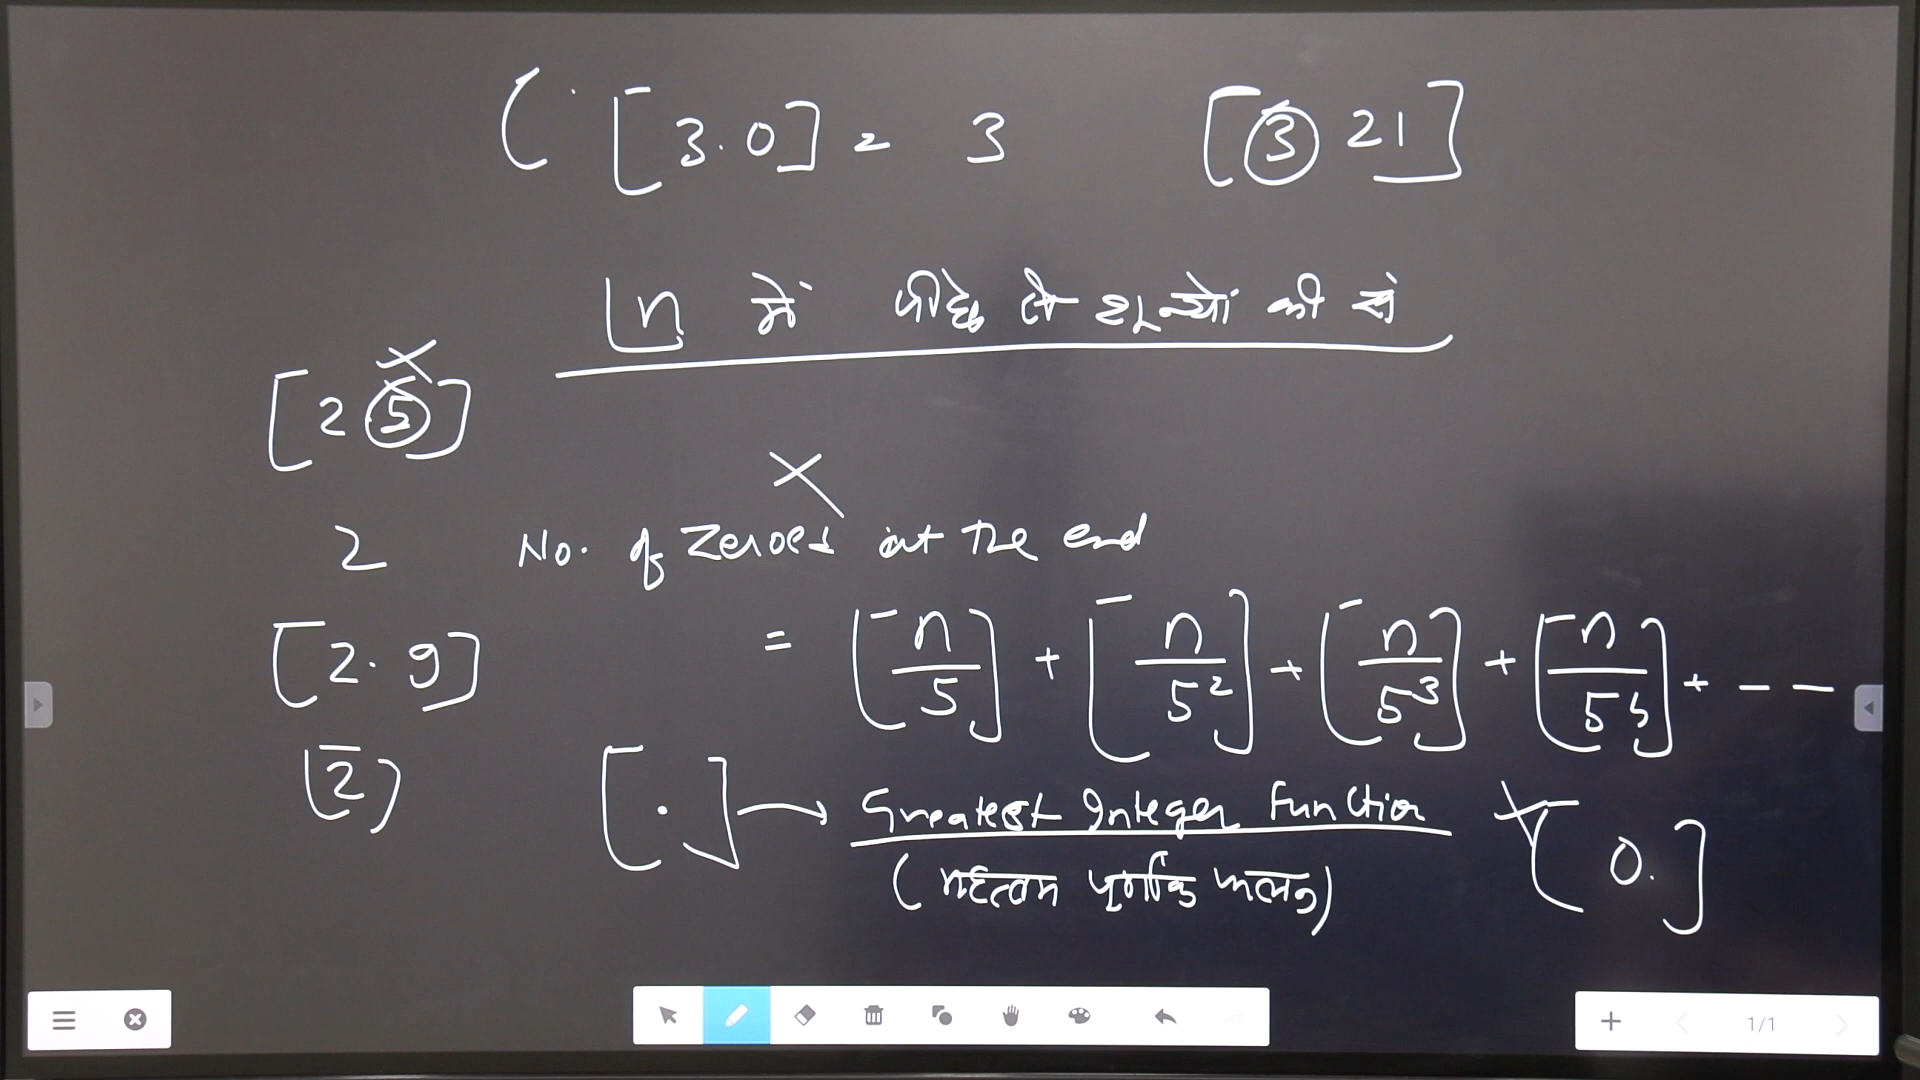 ( [3.0] = 3 [3 21]
n में पीछे से शून्यों की सं
[2 5]
2 No. of Zeroes at the end
[2.9] = [n/5] + [n/5²] + [n/5³] + [n/5⁴] + - -
[2]
[.] → Greatest Integer Function [0.]
(महत्तम पूर्णांक फलन)
1/1